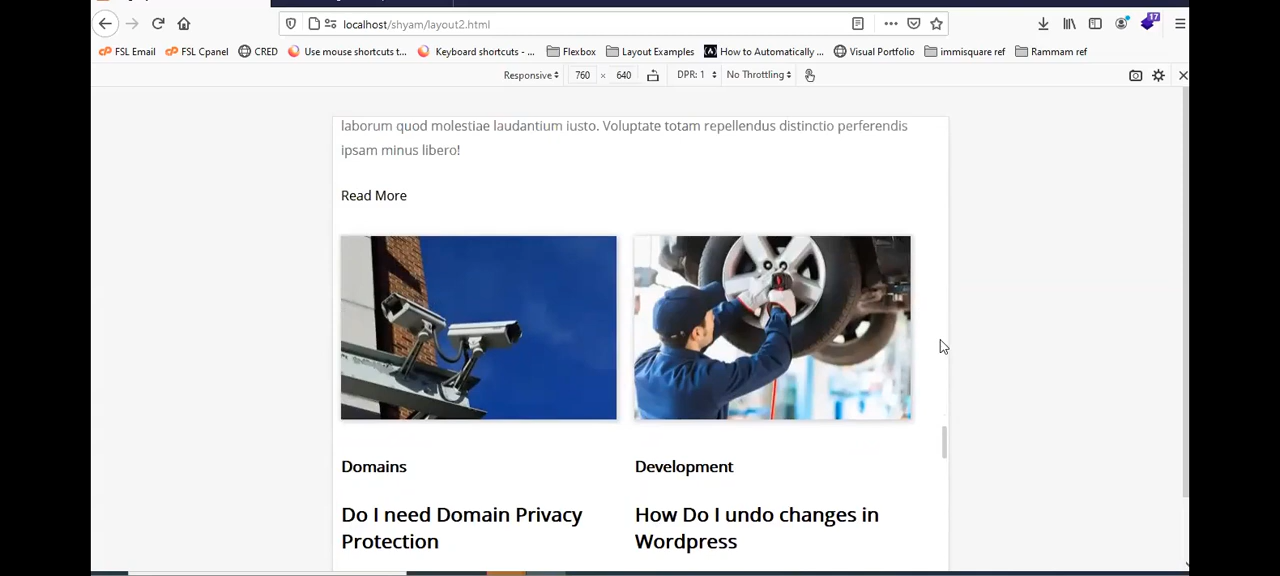 localhost/shyam/layout2.html
17
FSL Email FSL Cpanel CRED Use mouse shortcuts t... Keyboard shortcuts - ... Flexbox Layout Examples How to Automatically ... Visual Portfolio immisquare ref Rammam ref
Responsive 760 × 640 DPR: 1 No Throttling
laborum quod molestiae laudantium iusto. Voluptate totam repellendus distinctio perferendis
ipsam minus libero!
Read More
Domains Development
Do I need Domain Privacy
Protection
How Do I undo changes in
Wordpress